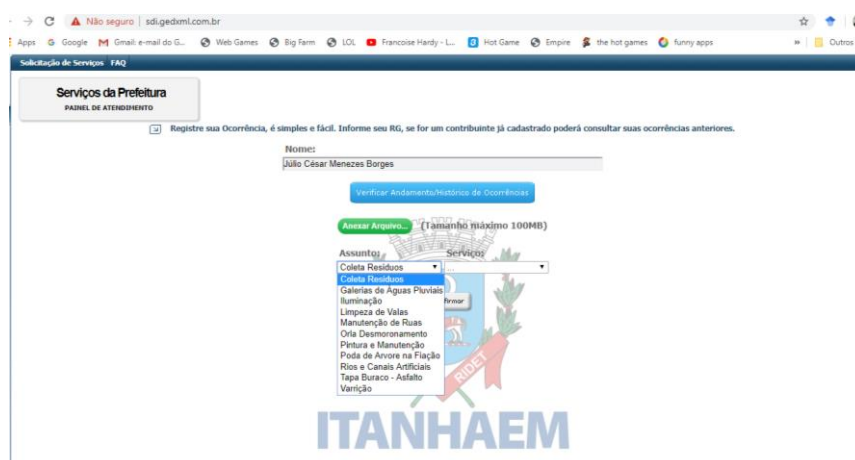 Não seguro | sdi.gedxml.com.br
Apps Google Gmail: e-mail do G... Web Games Big Farm LOL Francoise Hardy - L... Hot Game Empire the hot games funny apps » Outros
Solicitação de Serviços FAQ
Serviços da Prefeitura
PAINEL DE ATENDIMENTO
Registre sua Ocorrência, é simples e fácil. Informe seu RG, se for um contribuinte já cadastrado poderá consultar suas ocorrências anteriores.
Nome:
Júlio César Menezes Borges
Verificar Andamento/Histórico de Ocorrências
Anexar Arquivo... (Tamanho máximo 100MB)
Assunto: Serviço:
Coleta Residuos ...
Coleta Residuos
Galerias de Aguas Pluviais
Iluminação
Limpeza de Valas
Manutenção de Ruas
Orla Desmoronamento
Pintura e Manutenção
Poda de Arvore na Fiação
Rios e Canais Artificiais
Tapa Buraco - Asfalto
Varrição
ITANHAEM